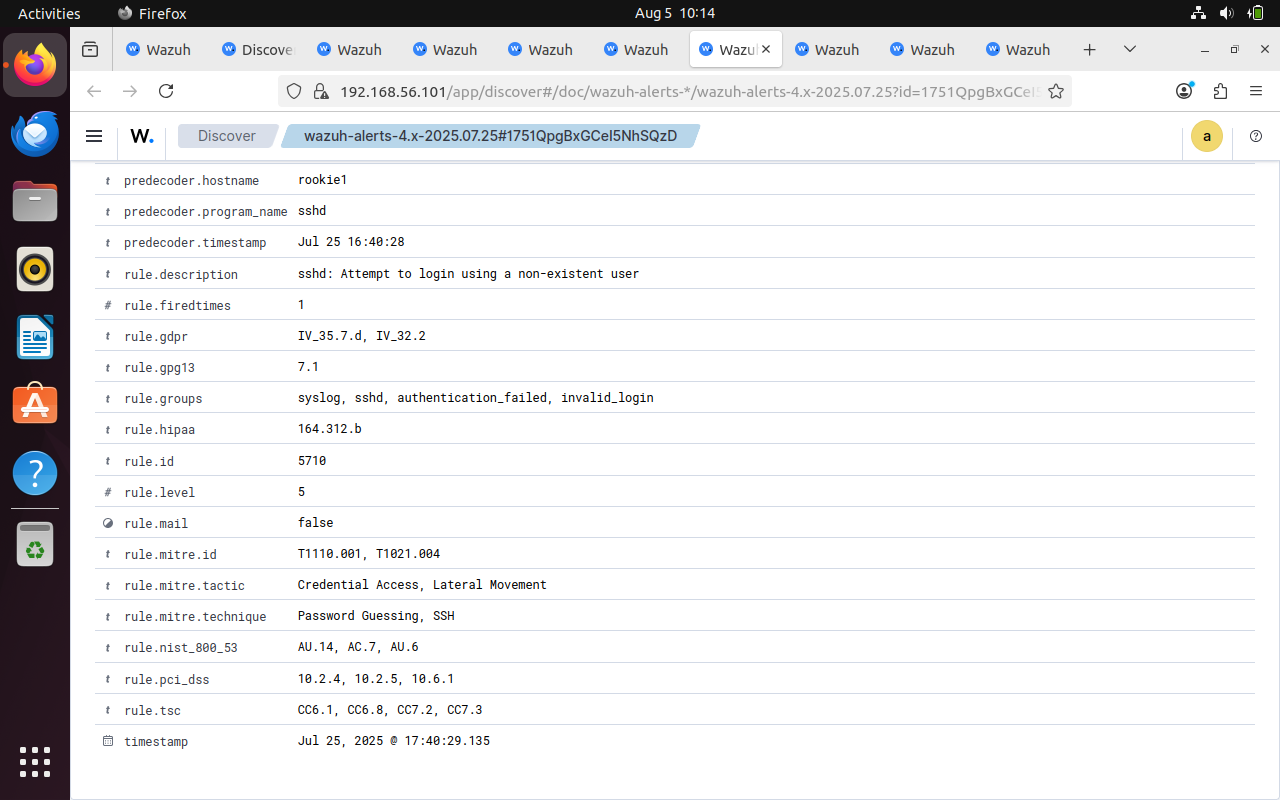 Activities Firefox Aug 5 10:14
Wazuh Discove Wazuh Wazuh Wazuh Wazuh Wazu Wazuh Wazuh Wazuh
192.168.56.101/app/discover#/doc/wazuh-alerts-*/wazuh-alerts-4.x-2025.07.25?id=1751QpgBxGCeI5
W. Discover wazuh-alerts-4.x-2025.07.25#1751QpgBxGCeI5NhSQzD a
t predecoder.hostname rookie1
t predecoder.program_name sshd
t predecoder.timestamp Jul 25 16:40:28
t rule.description sshd: Attempt to login using a non-existent user
# rule.firedtimes 1
t rule.gdpr IV_35.7.d, IV_32.2
t rule.gpg13 7.1
t rule.groups syslog, sshd, authentication_failed, invalid_login
t rule.hipaa 164.312.b
t rule.id 5710
# rule.level 5
rule.mail false
t rule.mitre.id T1110.001, T1021.004
t rule.mitre.tactic Credential Access, Lateral Movement
t rule.mitre.technique Password Guessing, SSH
t rule.nist_800_53 AU.14, AC.7, AU.6
t rule.pci_dss 10.2.4, 10.2.5, 10.6.1
t rule.tsc CC6.1, CC6.8, CC7.2, CC7.3
timestamp Jul 25, 2025 @ 17:40:29.135